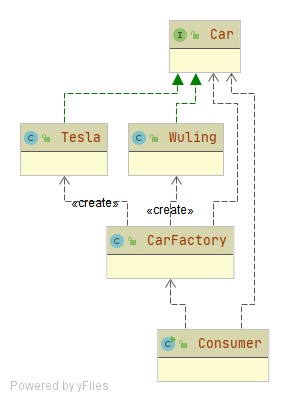 I Car
C Tesla
C Wuling
«create»
«create»
C CarFactory
C Consumer
Powered by yFiles